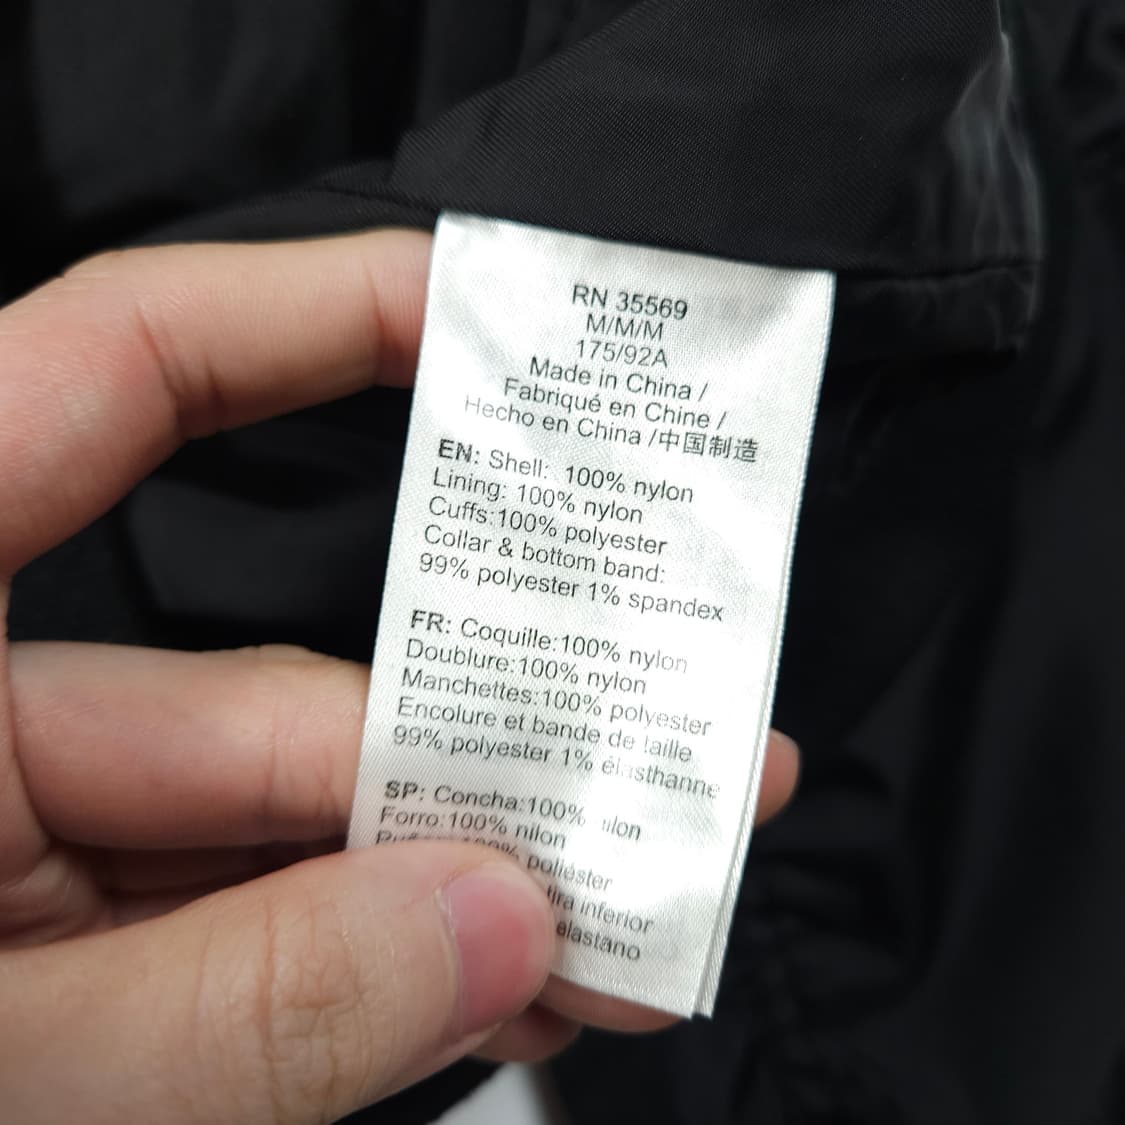 RN 35569
M/M/M
175/92A
Made in China /
Fabriqué en Chine /
Hecho en China /中国制造
EN: Shell: 100% nylon
Lining: 100% nylon
Cuffs:100% polyester
Collar & bottom band:
99% polyester 1% spandex
FR: Coquille:100% nylon
Doublure:100% nylon
Manchettes:100% polyester
Encolure et bande de taille
99% polyester 1% élasthanne
SP: Concha:100% nilon
Forro:100% nilon
poliéster
tira inferior
elastano